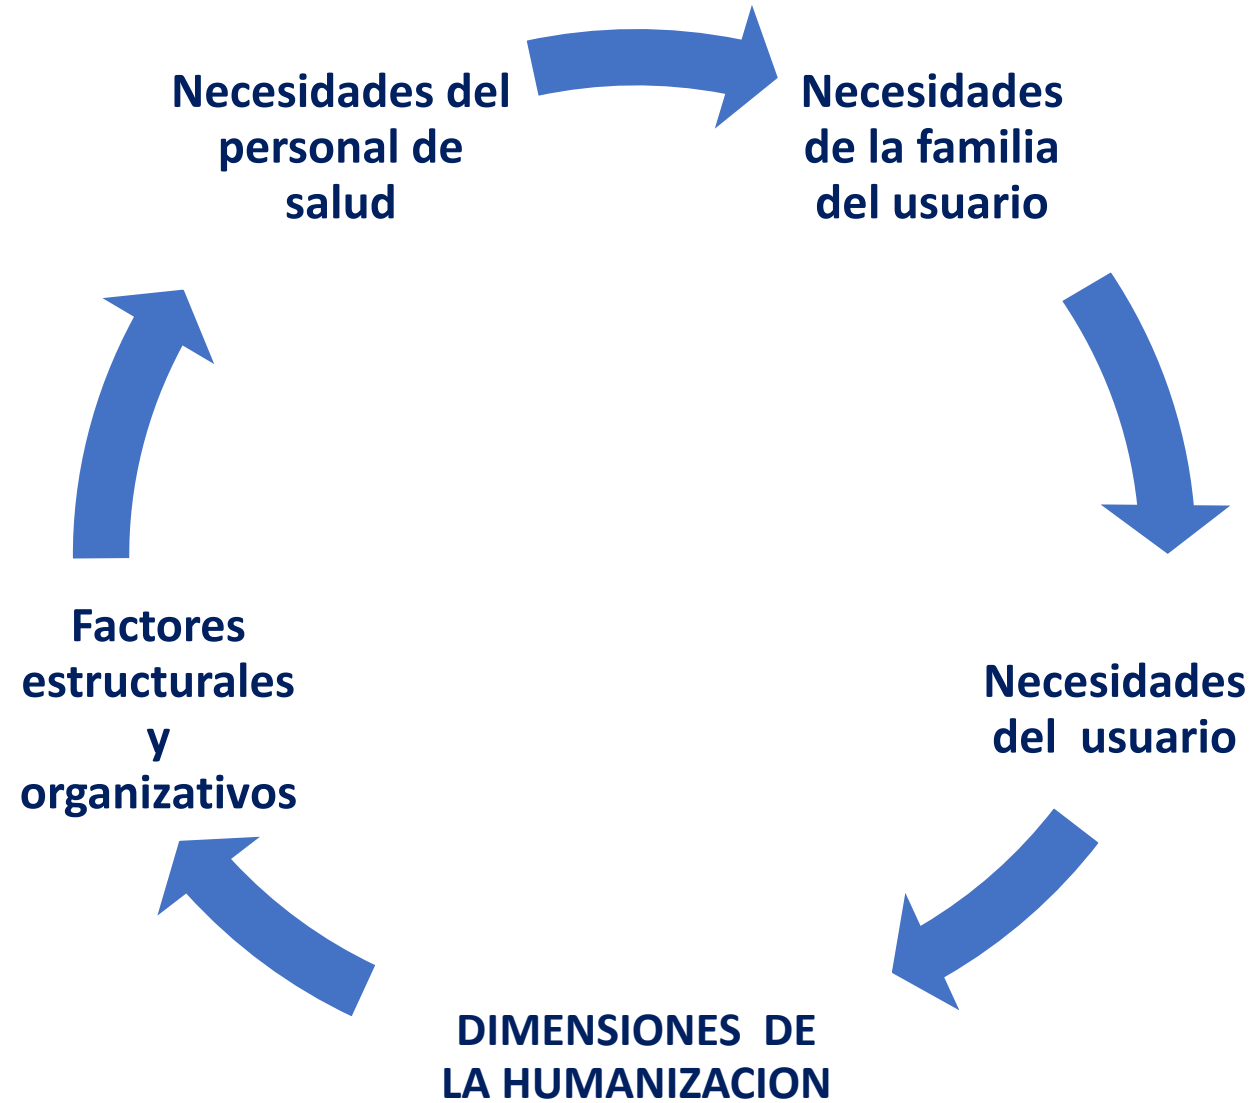 Necesidades del
personal de
salud
Necesidades
de la familia
del usuario
Necesidades
del  usuario
DIMENSIONES  DE
LA HUMANIZACION
Factores
estructurales
y
organizativos